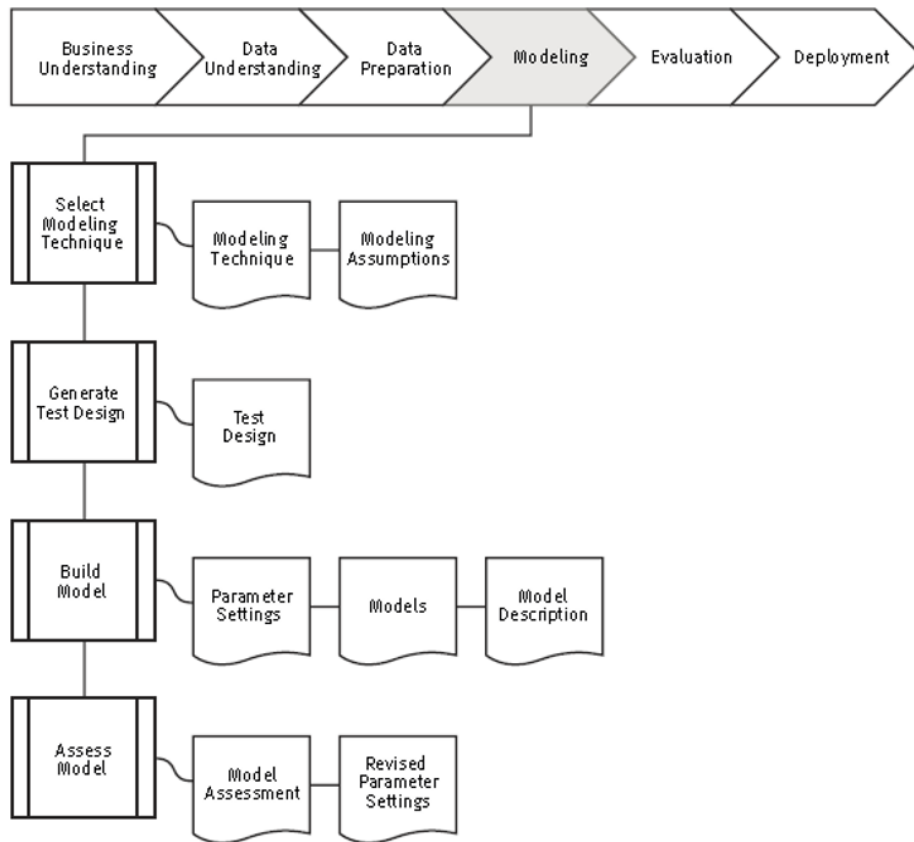 Business
Understanding
Data
Understanding
Data
Preparation
Modeling
Evaluation
Deployment
Select
Modeling
Technique
Modeling
Technique
Modeling
Assumptions
Generate
Test Design
Test
Design
Build
Model
Parameter
Settings
Models
Model
Description
Assess
Model
Model
Assessment
Revised
Parameter
Settings